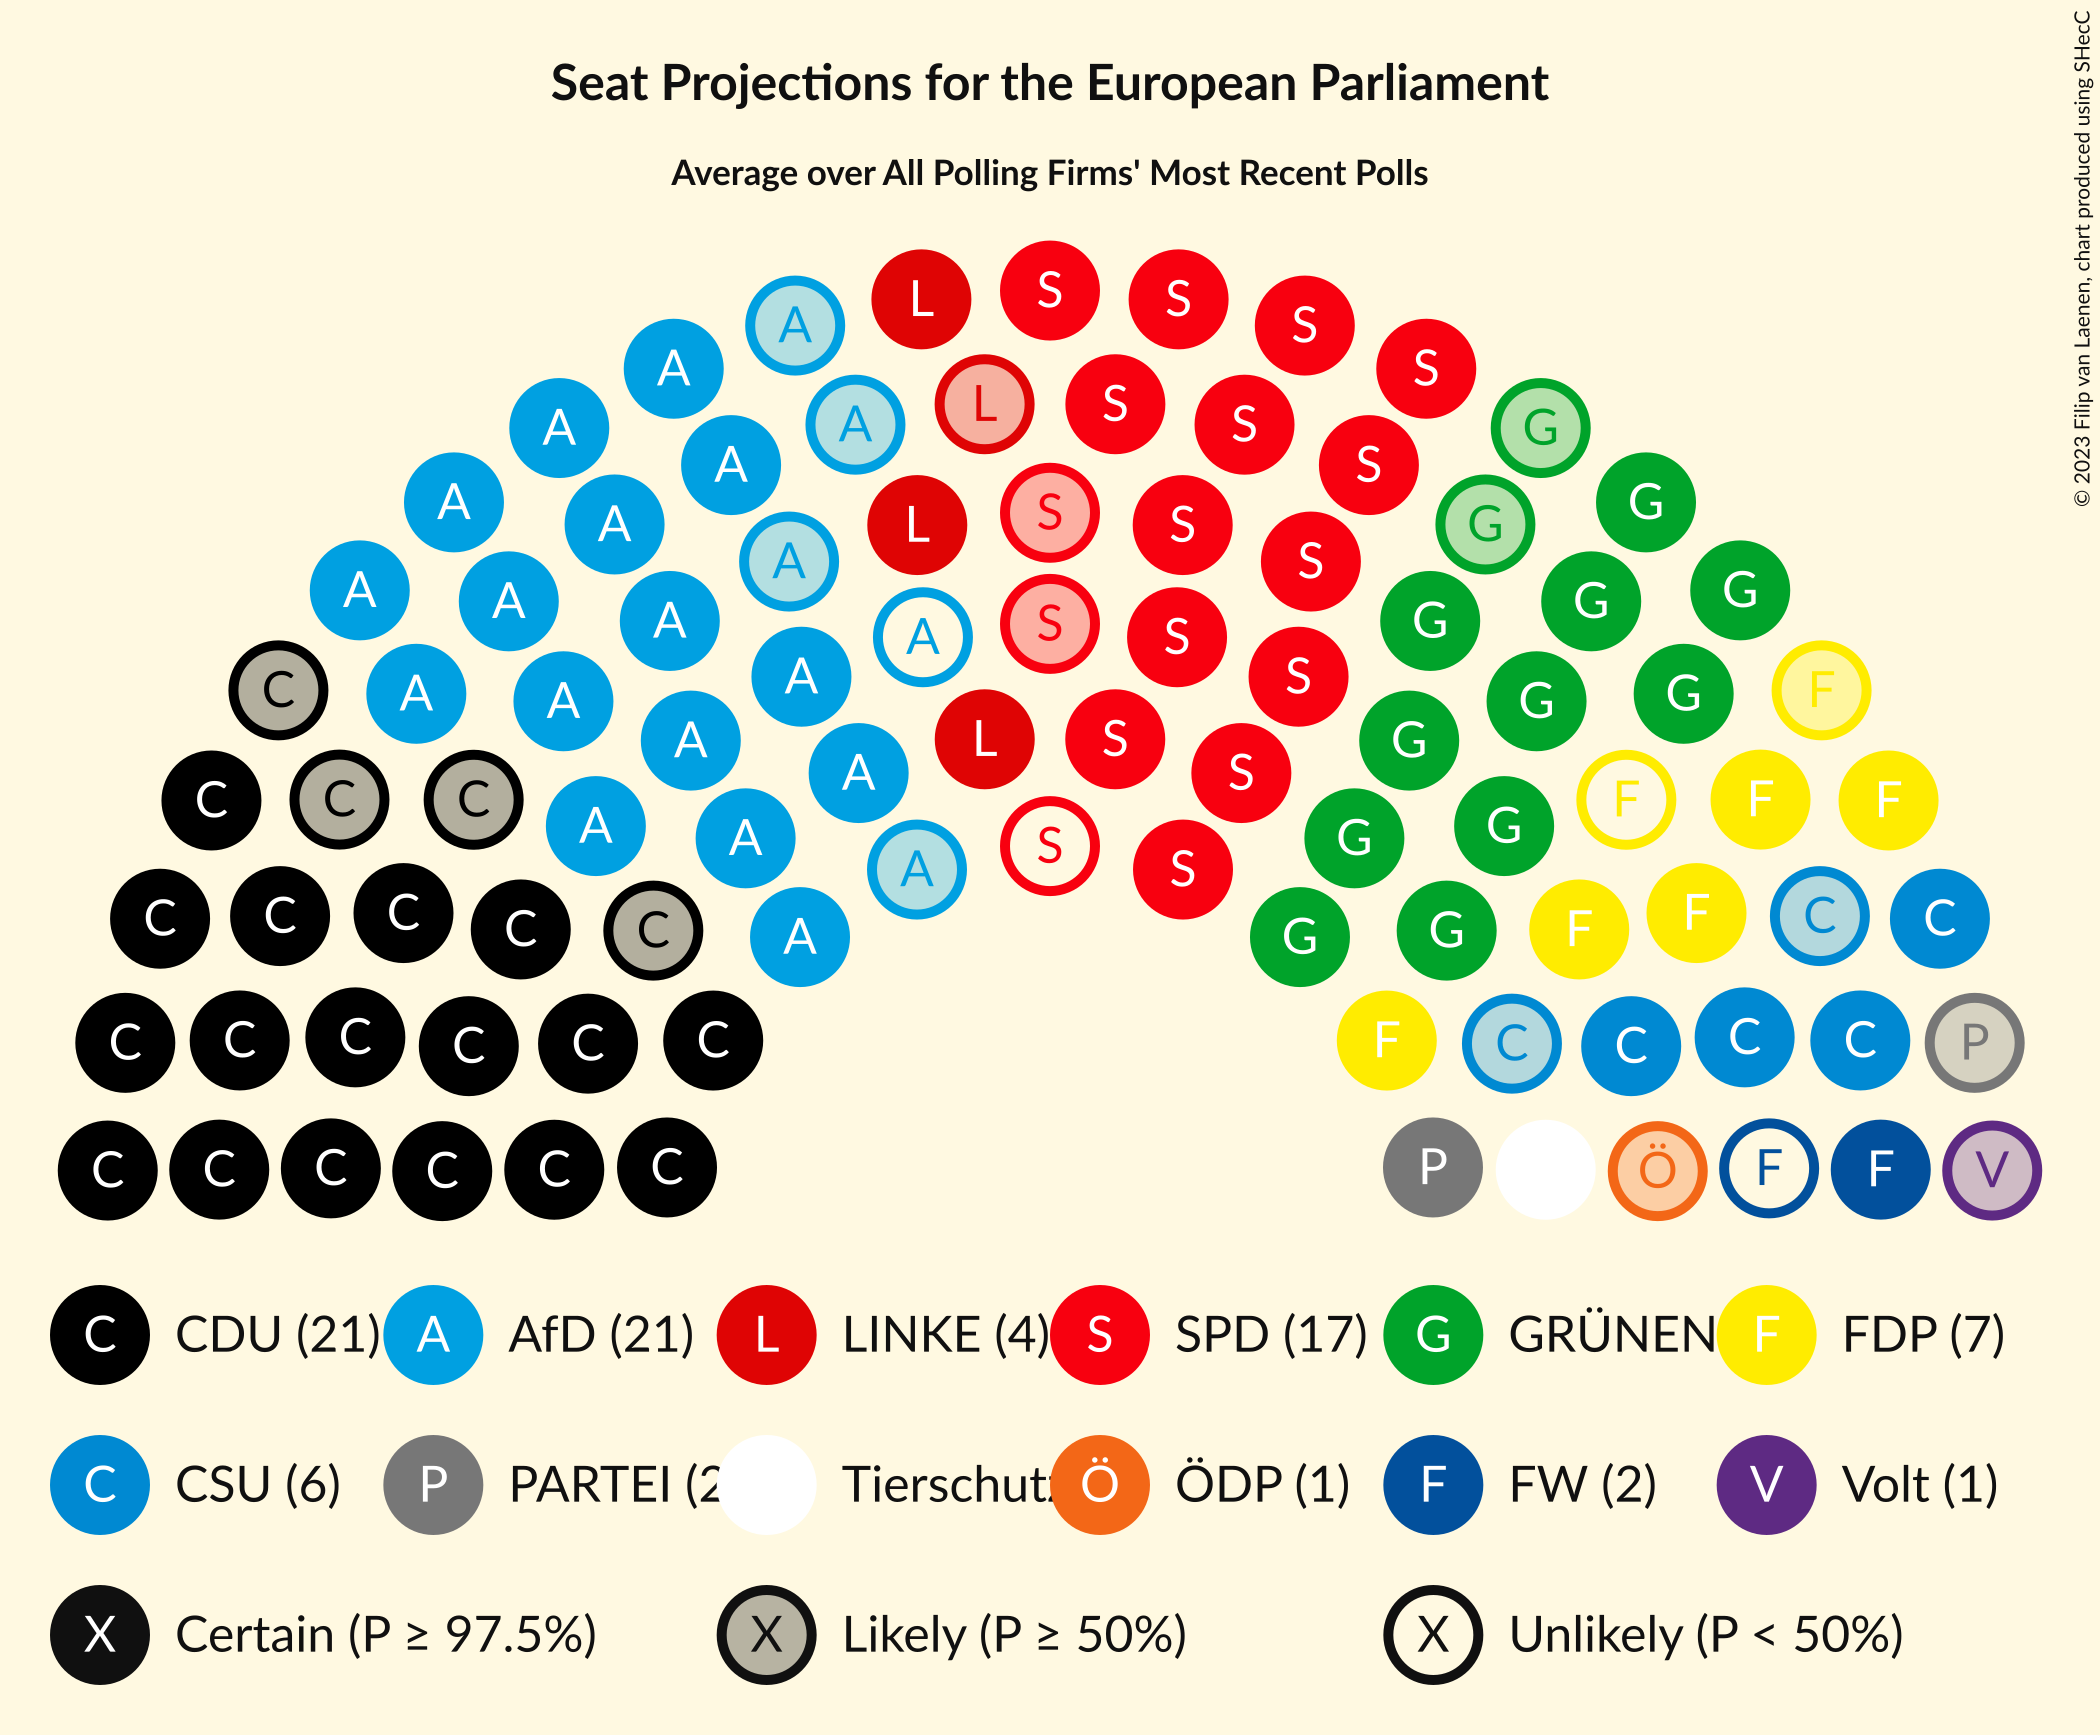 Seat Projections for the European Parliament
Average over All Polling Firms' Most Recent Polls
© 2023 Filip van Laenen, chart produced using SHecC
L S S S S
A A
A A L S S S G
A A A L S S S G G
A A A A A S S S G G G
C A A A A A L S S S G G G G F
C C C A A A S S G G F F F
C C C C C A A S G G F F C C
C C C C C C F C C C C P
C C C C C C P Ö F F V
C CDU (21) A AfD (21) L LINKE (4) S SPD (17) G GRÜNEN F FDP (7)
C CSU (6) P PARTEI (2 Tierschutz Ö ÖDP (1) F FW (2) V Volt (1)
X Certain (P ≥ 97.5%) X Likely (P ≥ 50%) X Unlikely (P < 50%)